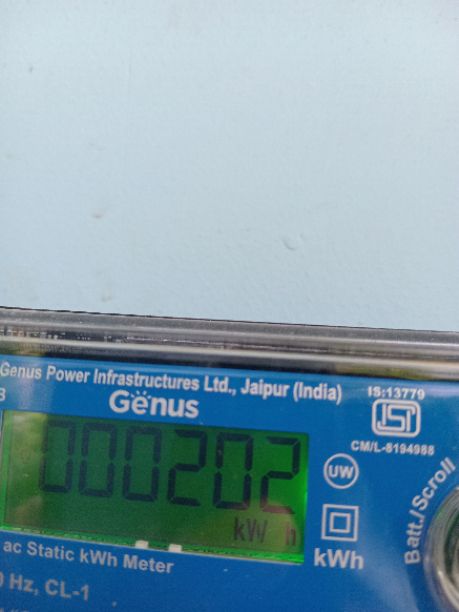 Genus Power Infrastructures Ltd., Jaipur (India)
IS:13779
Genus
CM/L-8194988
000202
kW h
UW
kWh
Batt./Scroll
ac Static kWh Meter
Hz, CL-1